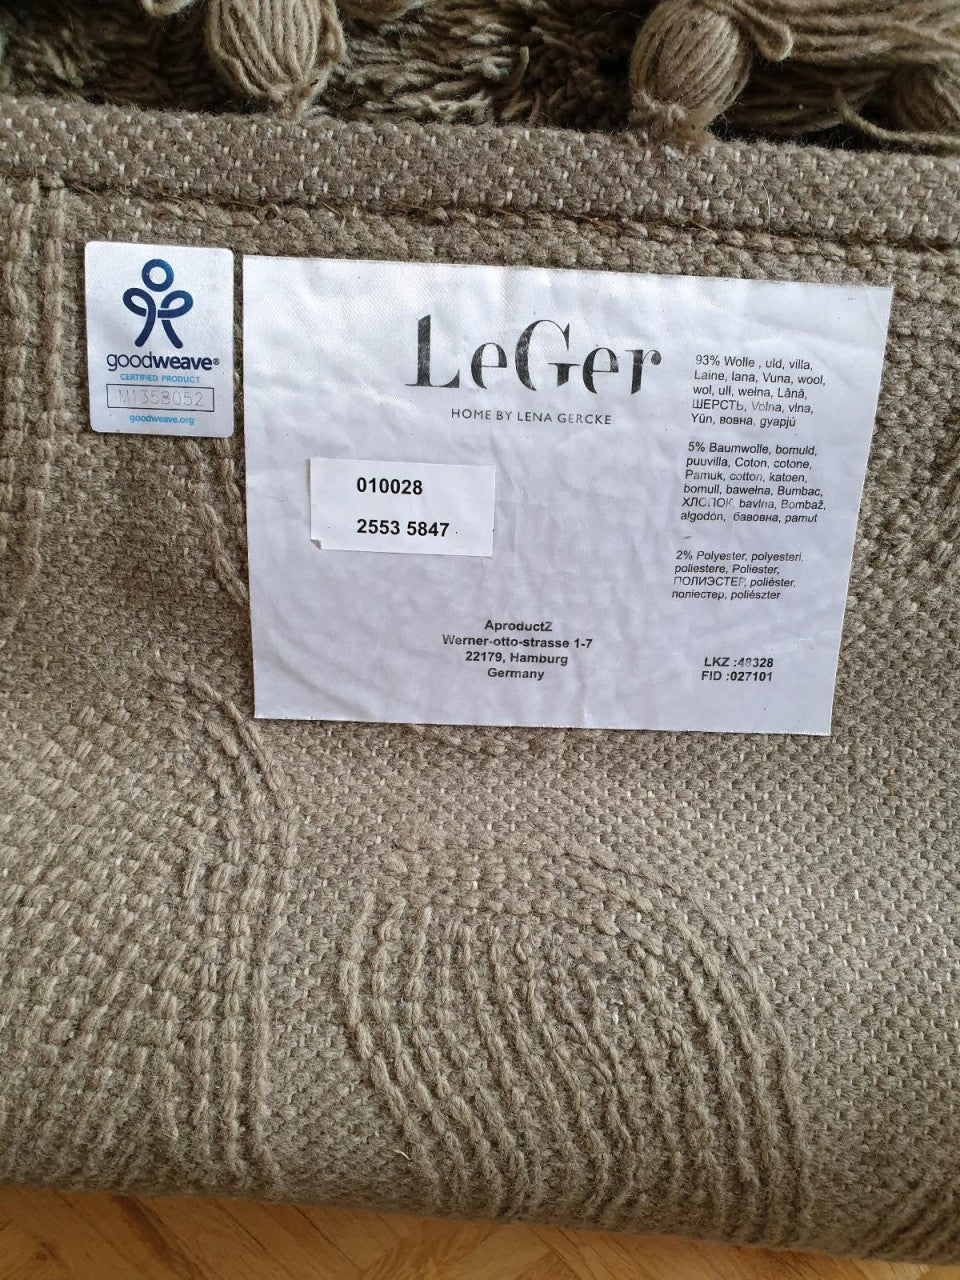 goodweave®
CERTIFIED PRODUCT
M1358052
goodweave.org
LeGer
HOME BY LENA GERCKE
010028
2553 5847
93% Wolle , uld, villa,
Laine, lana, Vuna, wool,
wol, ull, wełna, Lână,
ШЕРСТЬ, Volna, vlna,
Yün, вовна, gyapjú
5% Baumwolle, bomuld,
puuvilla, Coton, cotone,
Pamuk, cotton, katoen,
bomull, bawełna, Bumbac,
ХЛОПОК, bavlna, Bombaž,
algodón, бавовна, pamut
2% Polyester, polyesteri.
poliestere, Poliester,
ПОЛИЭСТЕР, poliéster.
поліестер, poliészter
AproductZ
Werner-otto-strasse 1-7
22179, Hamburg
Germany
LKZ :48328
FID :027101